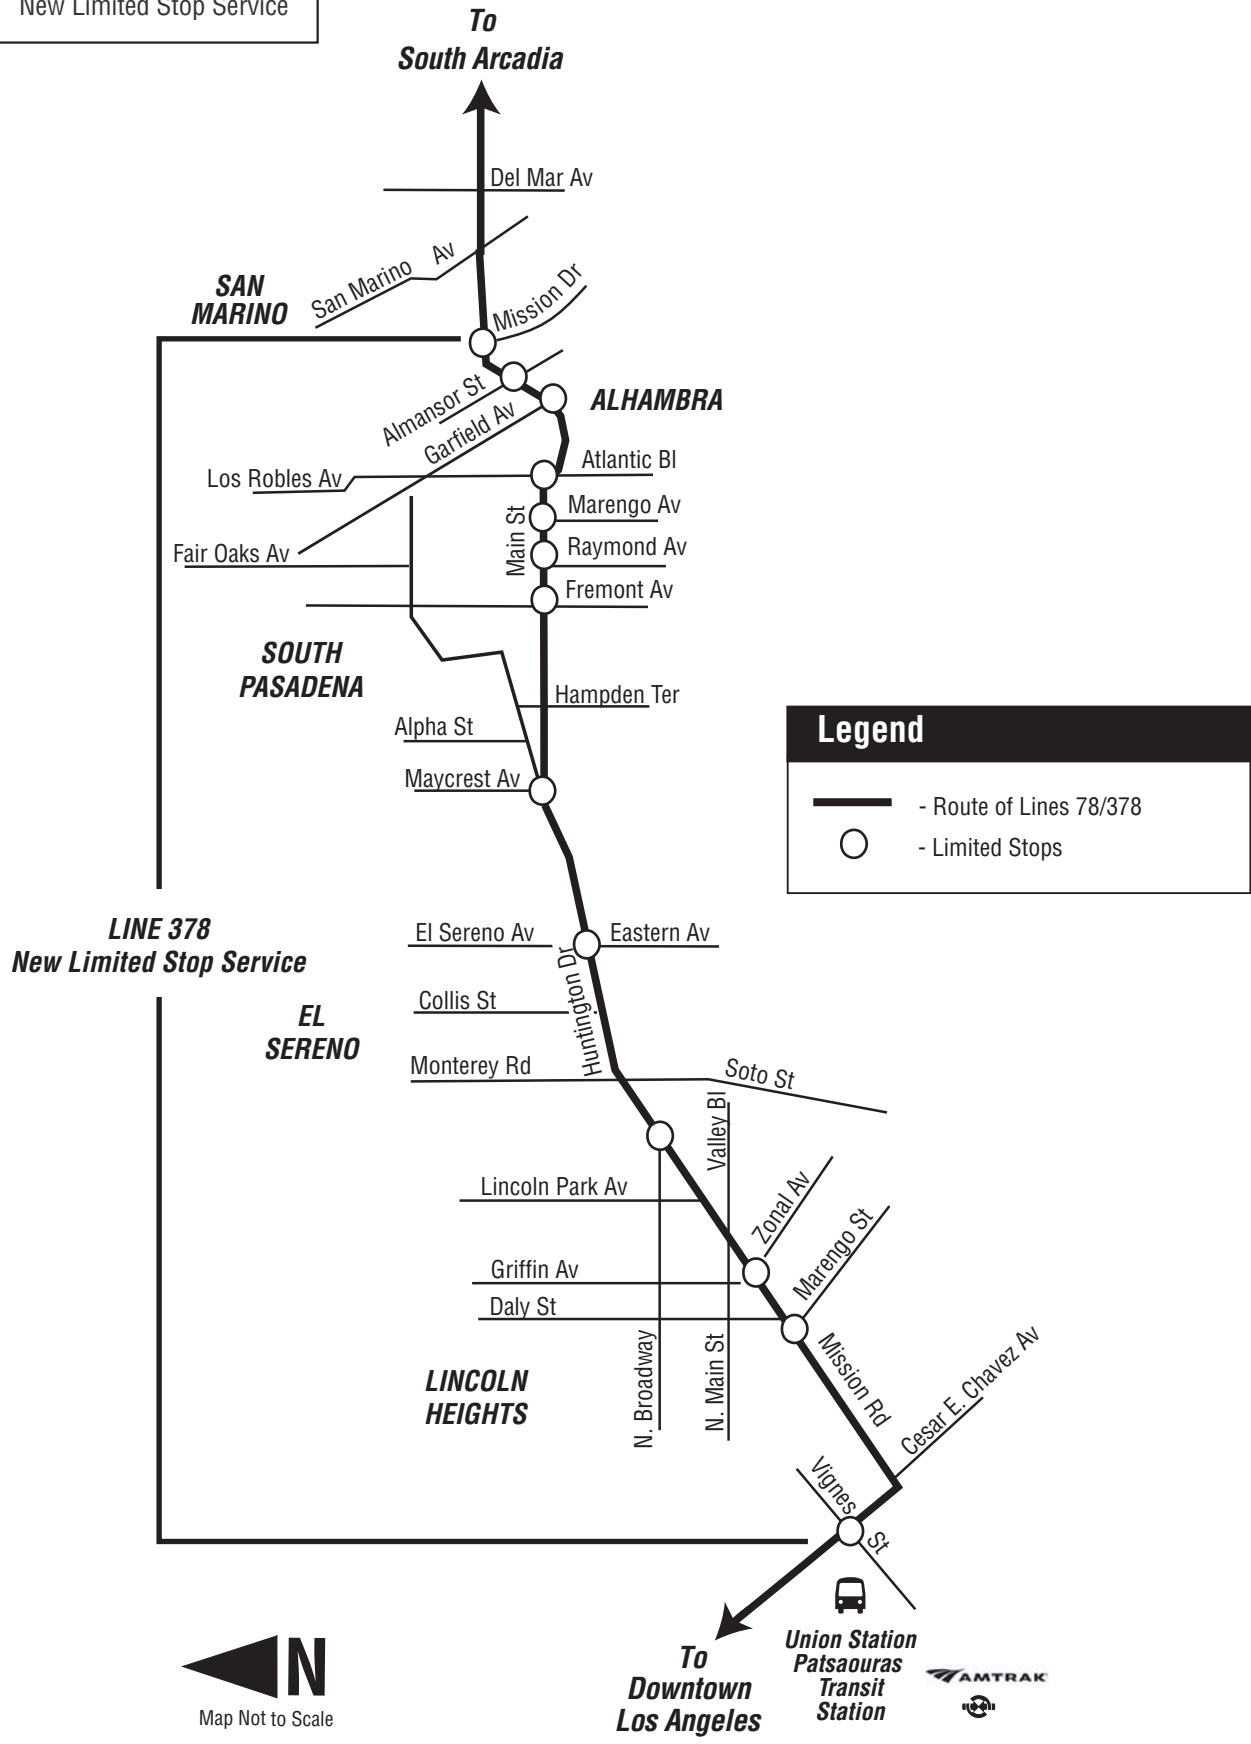 New Limited Stop Service
To
South Arcadia
Del Mar Av
San Marino Av
SAN
MARINO
Mission Dr
Almansor St
ALHAMBRA
Garfield Av
Los Robles Av
Atlantic Bl
Marengo Av
Main St
Fair Oaks Av
Raymond Av
Fremont Av
SOUTH
PASADENA
Hampden Ter
Alpha St
Maycrest Av
Legend
- Route of Lines 78/378
- Limited Stops
LINE 378
New Limited Stop Service
El Sereno Av
Eastern Av
Huntington Dr
Collis St
EL
SERENO
Monterey Rd
Soto St
Valley Bl
Lincoln Park Av
Zonal Av
Marengo St
Griffin Av
Daly St
N. Broadway
N. Main St
Mission Rd
LINCOLN
HEIGHTS
Cesar E. Chavez Av
Vignes St
Union Station
Patsaouras
Transit
Station
AMTRAK
To
Downtown
Los Angeles
N
Map Not to Scale